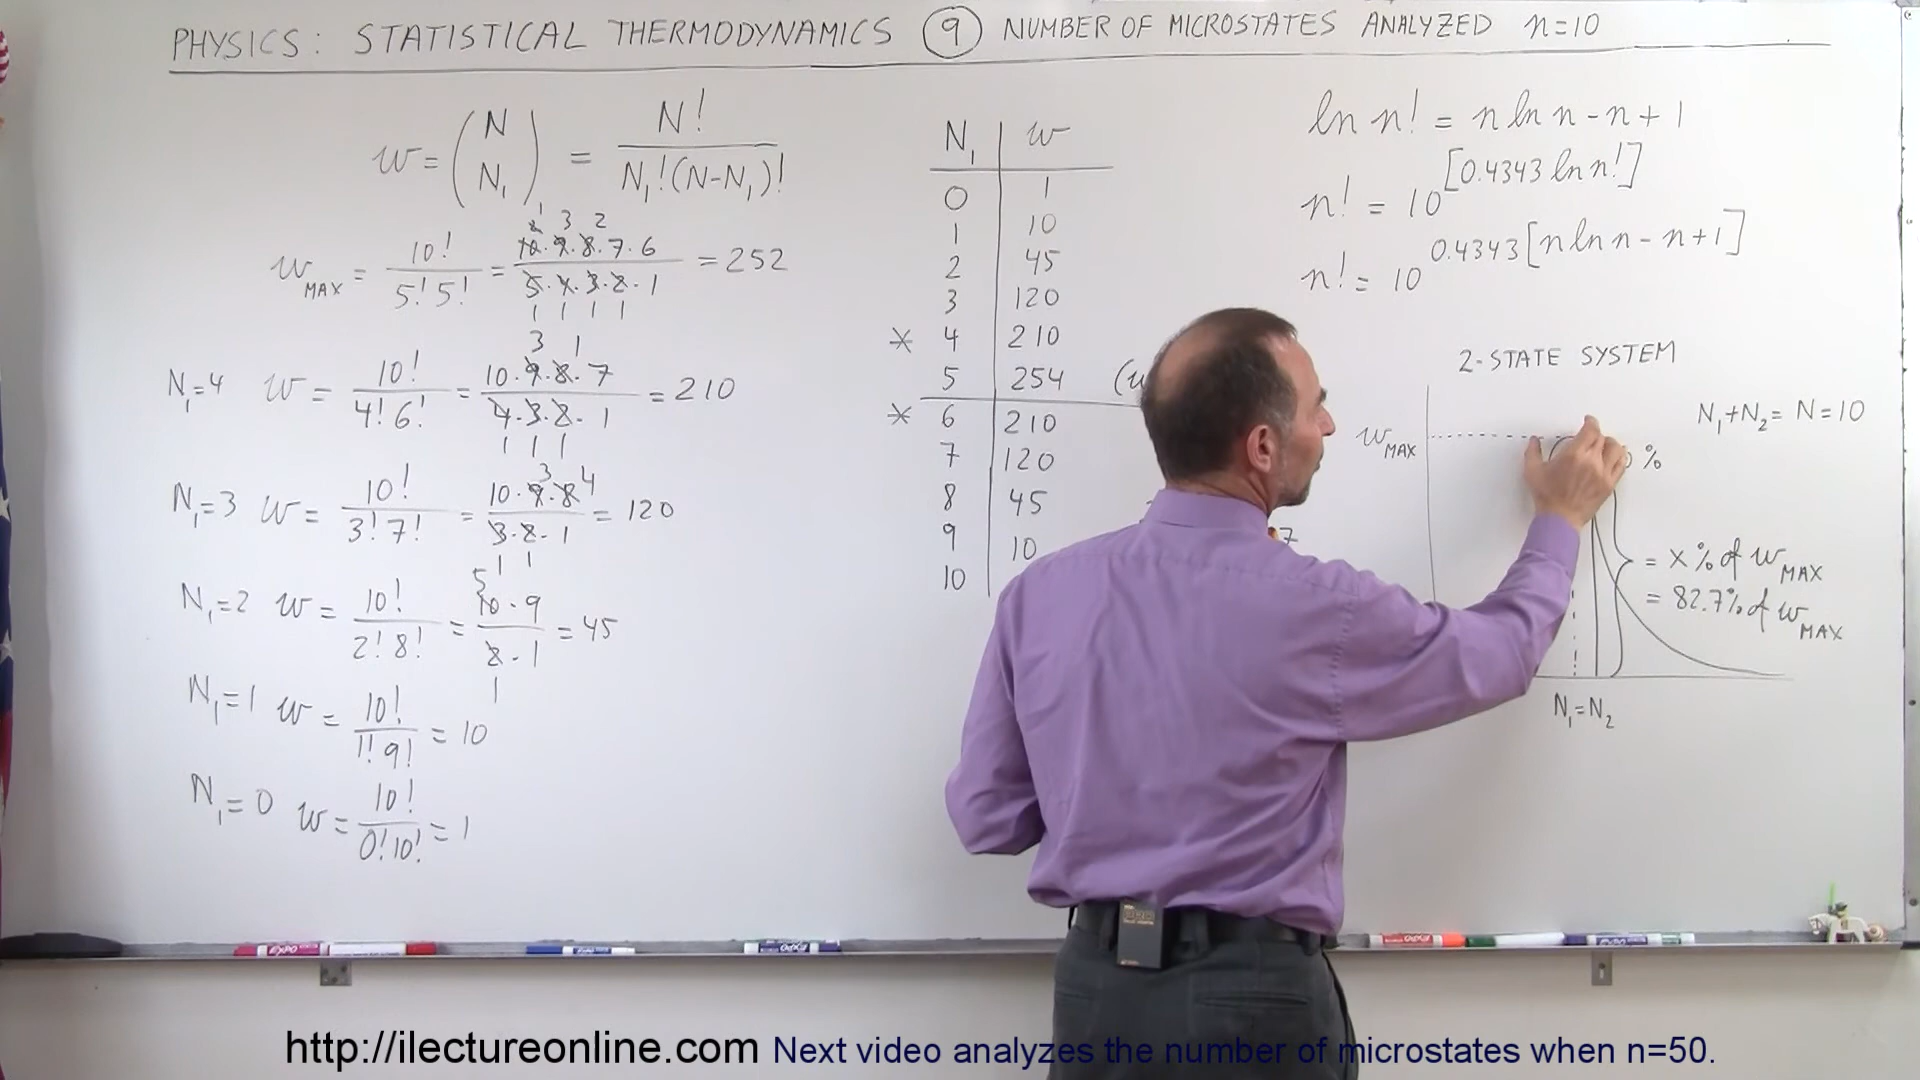 PHYSICS: STATISTICAL THERMODYNAMICS (9) NUMBER OF MICROSTATES ANALYZED n=10
w = (N N₁) = N! / N₁!(N-N₁)!
w MAX = 10! / 5!5! = 10·9·8·7·6 / 5·4·3·2·1 = 252
N₁=4 w = 10! / 4!6! = 10·9·8·7 / 4·3·2·1 = 210
N₁=3 w = 10! / 3!7! = 10·9·8 / 3·2·1 = 120
N₁=2 w = 10! / 2!8! = 10·9 / 2·1 = 45
N₁=1 w = 10! / 1!9! = 10
N₁=0 w = 10! / 0!10! = 1
N₁ w
0 1
1 10
2 45
3 120
* 4 210
5 254
* 6 210
7 120
8 45
9 10
10
ln n! = n ln n - n + 1
n! = 10^[0.4343 ln n!]
n! = 10^0.4343[n ln n - n + 1]
2-STATE SYSTEM
N₁+N₂ = N = 10
w MAX
%
= x % of w MAX
= 82.7% of w MAX
N₁=N₂
http://ilectureonline.com Next video analyzes the number of microstates when n=50.